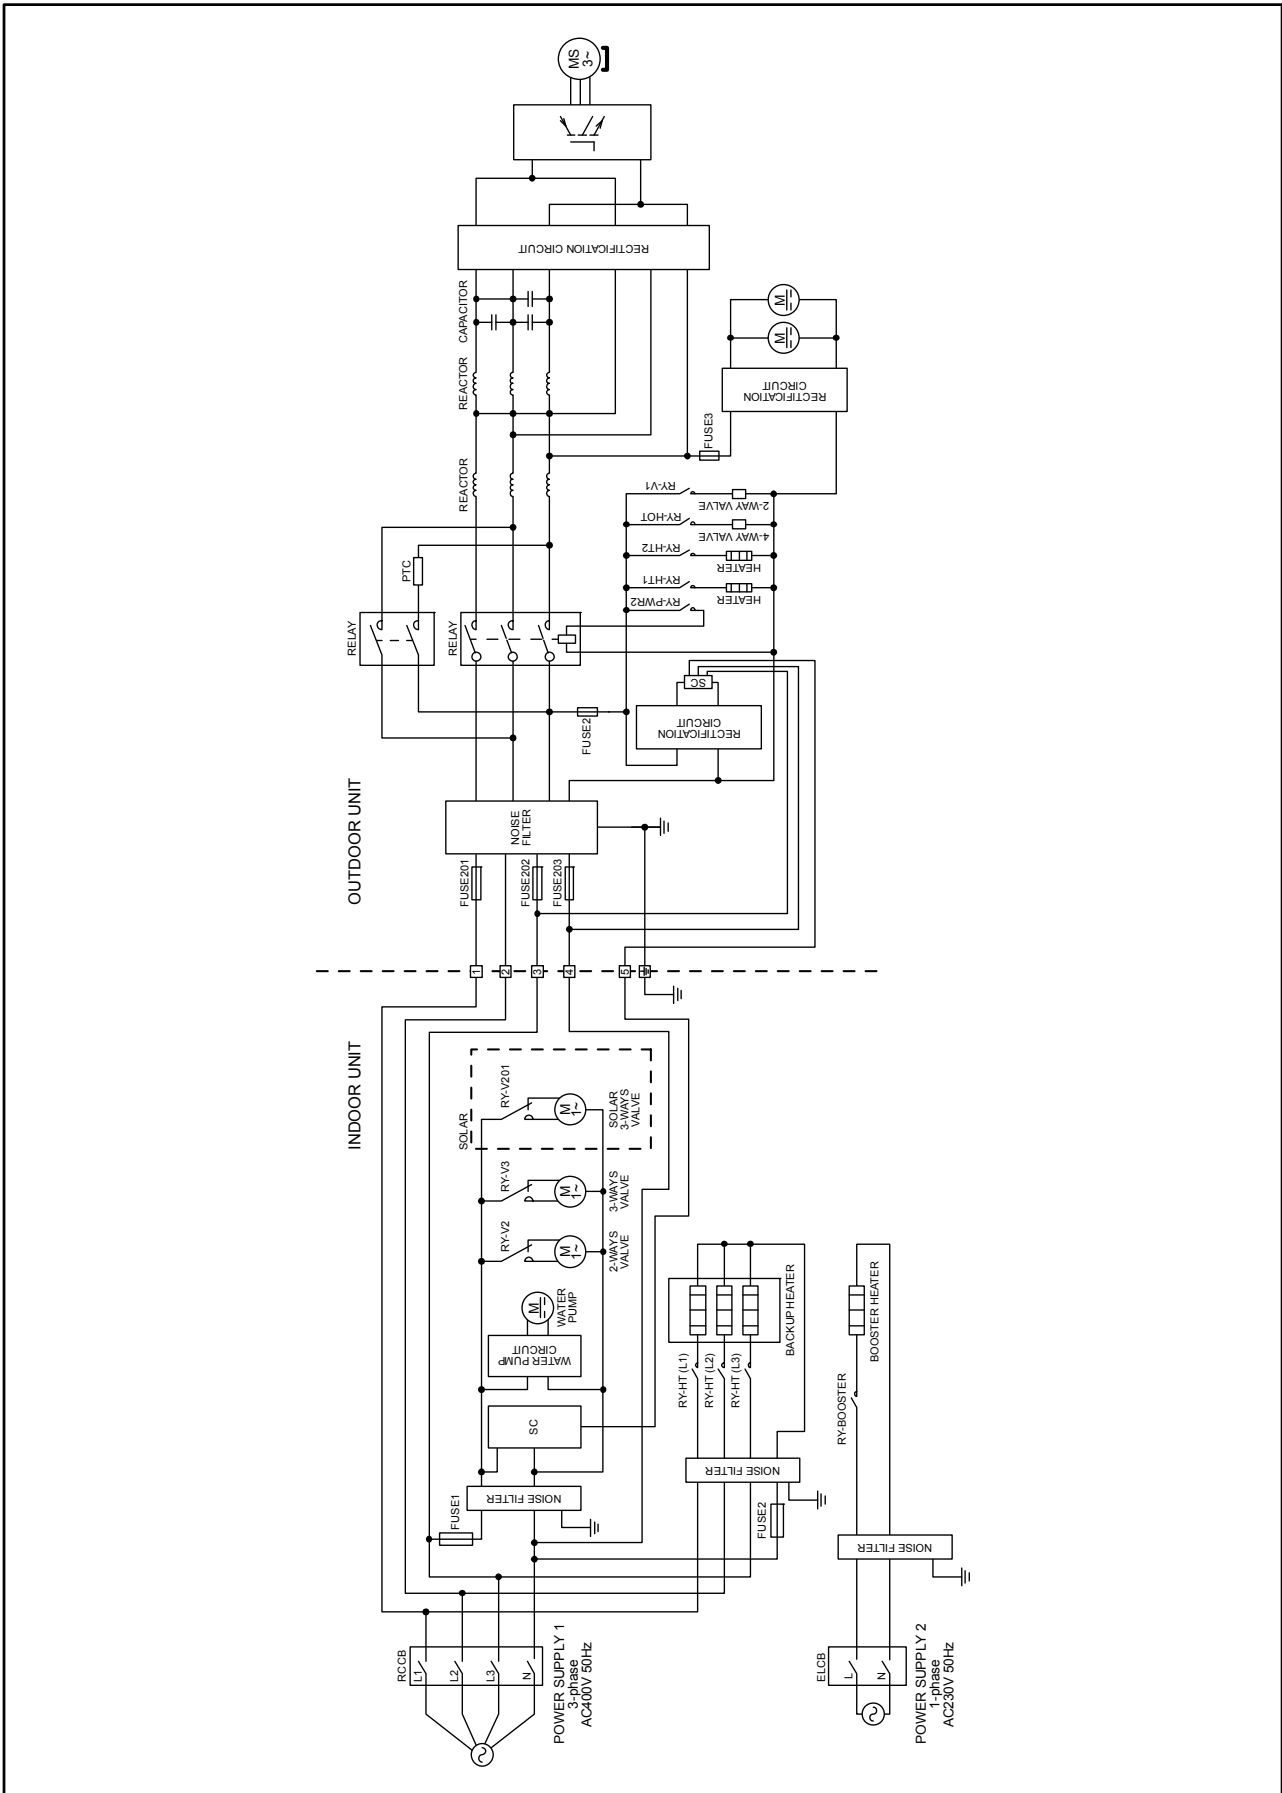 MS
3~
RECTIFICATION CIRCUIT
CAPACITOR
REACTOR
M
M
RECTIFICATION
CIRCUIT
FUSE3
REACTOR
RY-V1
2-WAY VALVE
RY-HOT
4-WAY VALVE
RY-HT2
HEATER
RY-HT1
HEATER
RY-PWR2
PTC
RELAY
RELAY
SC
RECTIFICATION
CIRCUIT
FUSE2
OUTDOOR UNIT
NOISE
FILTER
FUSE201
FUSE202
FUSE203
1
2
3
4
5
INDOOR UNIT
SOLAR
RY-V201
M
1~
SOLAR
3-WAYS
VALVE
RY-V3
M
1~
3-WAYS
VALVE
RY-V2
M
1~
2-WAYS
VALVE
M
WATER
PUMP
WATER PUMP
CIRCUIT
SC
NOISE FILTER
FUSE1
BACKUP HEATER
RY-HT (L1)
RY-HT (L2)
RY-HT (L3)
NOISE FILTER
FUSE2
BOOSTER HEATER
RY-BOOSTER
NOISE FILTER
RCCB
L1
L2
L3
N
POWER SUPPLY 1
3-phase
AC400V 50Hz
ELCB
L
N
POWER SUPPLY 2
1-phase
AC230V 50Hz